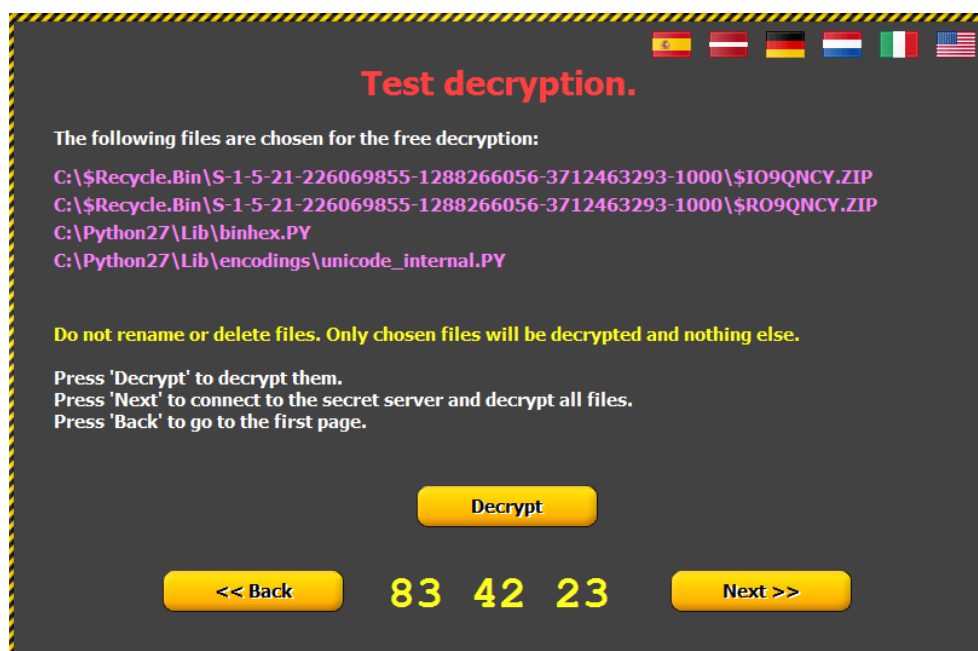 Test decryption.
The following files are chosen for the free decryption:
C:\$Recycle.Bin\S-1-5-21-226069855-1288266056-3712463293-1000\$IO9QNCY.ZIP
C:\$Recycle.Bin\S-1-5-21-226069855-1288266056-3712463293-1000\$RO9QNCY.ZIP
C:\Python27\Lib\binhex.PY
C:\Python27\Lib\encodings\unicode_internal.PY
Do not rename or delete files. Only chosen files will be decrypted and nothing else.
Press 'Decrypt' to decrypt them.
Press 'Next' to connect to the secret server and decrypt all files.
Press 'Back' to go to the first page.
Decrypt
<< Back 83 42 23 Next >>